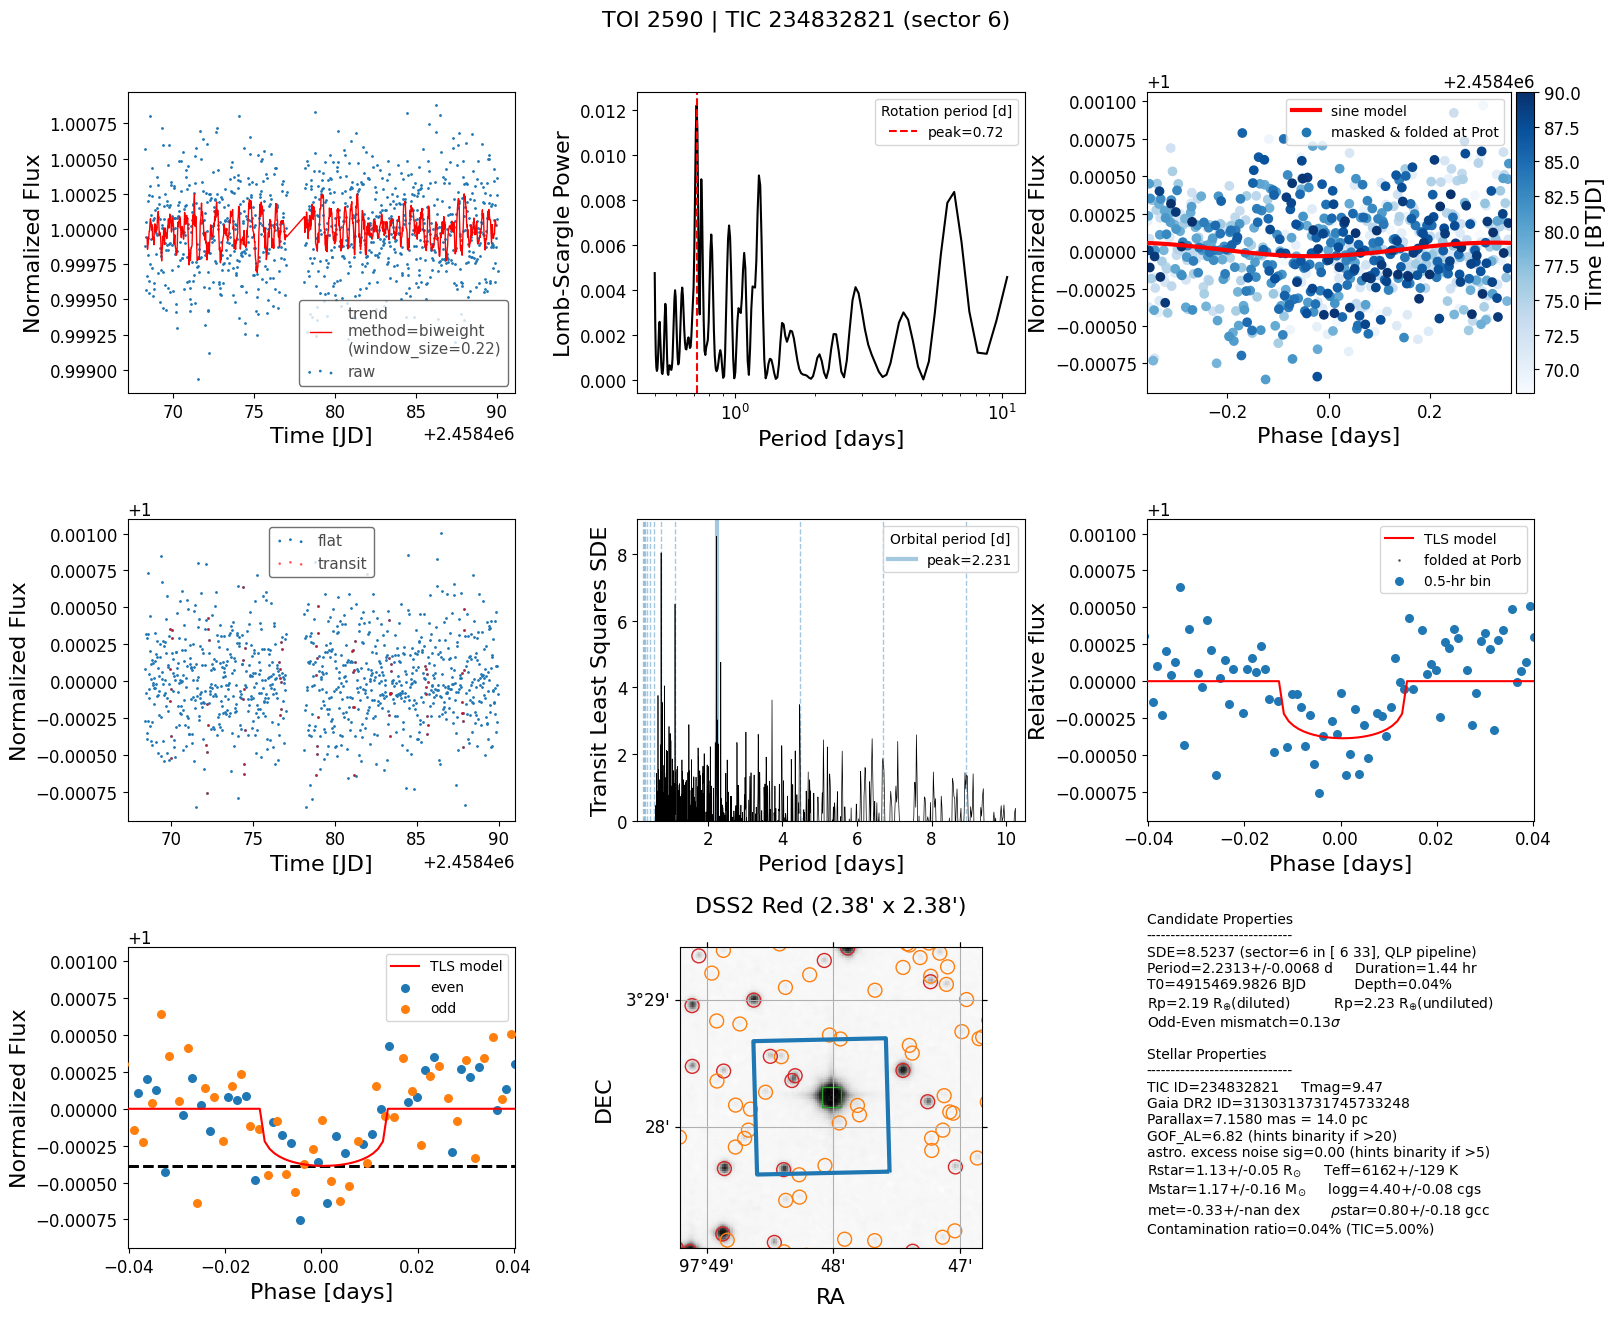 TOI 2590 | TIC 234832821 (sector 6)
Normalized Flux
1.00075
1.00050
1.00025
1.00000
0.99975
0.99950
0.99925
0.99900
trend
method=biweight
(window_size=0.22)
raw
70 75 80 85 90
Time [JD]
+2.4584e6
Lomb-Scargle Power
0.012
0.010
0.008
0.006
0.004
0.002
0.000
Rotation period [d]
peak=0.72
10⁰ 10¹
Period [days]
+1
+2.4584e6
Normalized Flux
0.00100
0.00075
0.00050
0.00025
0.00000
−0.00025
−0.00050
−0.00075
sine model
masked & folded at Prot
−0.2 0.0 0.2
Phase [days]
90.0
87.5
85.0
82.5
80.0
77.5
75.0
72.5
70.0
Time [BTJD]
+1
Normalized Flux
0.00100
0.00075
0.00050
0.00025
0.00000
−0.00025
−0.00050
−0.00075
flat
transit
70 75 80 85 90
Time [JD]
+2.4584e6
Transit Least Squares SDE
8
6
4
2
0
Orbital period [d]
peak=2.231
2 4 6 8 10
Period [days]
+1
Relative flux
0.00100
0.00075
0.00050
0.00025
0.00000
−0.00025
−0.00050
−0.00075
TLS model
folded at Porb
0.5-hr bin
−0.04 −0.02 0.00 0.02 0.04
Phase [days]
+1
Normalized Flux
0.00100
0.00075
0.00050
0.00025
0.00000
−0.00025
−0.00050
−0.00075
TLS model
even
odd
−0.04 −0.02 0.00 0.02 0.04
Phase [days]
DSS2 Red (2.38' x 2.38')
DEC
3°29'
28'
97°49' 48' 47'
RA
Candidate Properties
------------------------------
SDE=8.5237 (sector=6 in [ 6 33], QLP pipeline)
Period=2.2313+/-0.0068 d Duration=1.44 hr
T0=4915469.9826 BJD Depth=0.04%
Rp=2.19 R⊕(diluted) Rp=2.23 R⊕(undiluted)
Odd-Even mismatch=0.13σ
Stellar Properties
------------------------------
TIC ID=234832821 Tmag=9.47
Gaia DR2 ID=3130313731745733248
Parallax=7.1580 mas = 14.0 pc
GOF_AL=6.82 (hints binarity if >20)
astro. excess noise sig=0.00 (hints binarity if >5)
Rstar=1.13+/-0.05 R☉ Teff=6162+/-129 K
Mstar=1.17+/-0.16 M☉ logg=4.40+/-0.08 cgs
met=-0.33+/-nan dex ρstar=0.80+/-0.18 gcc
Contamination ratio=0.04% (TIC=5.00%)